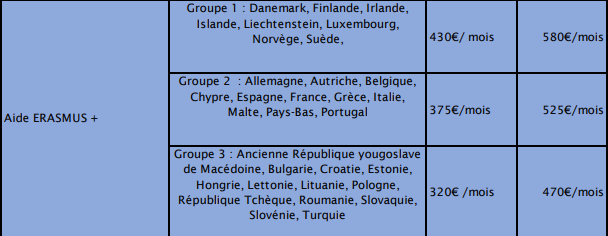 Groupe 1 : Danemark, Finlande, Irlande,
Islande, Liechtenstein, Luxembourg,
Norvège, Suède,
430€/ mois
580€/mois
Aide ERASMUS +
Groupe 2  : Allemagne, Autriche, Belgique,
Chypre, Espagne, France, Grèce, Italie,
Malte, Pays-Bas, Portugal
375€/mois
525€/mois
Groupe 3 : Ancienne République yougoslave
de Macédoine, Bulgarie, Croatie, Estonie,
Hongrie, Lettonie, Lituanie, Pologne,
République Tchèque, Roumanie, Slovaquie,
Slovénie, Turquie
320€ /mois
470€/mois